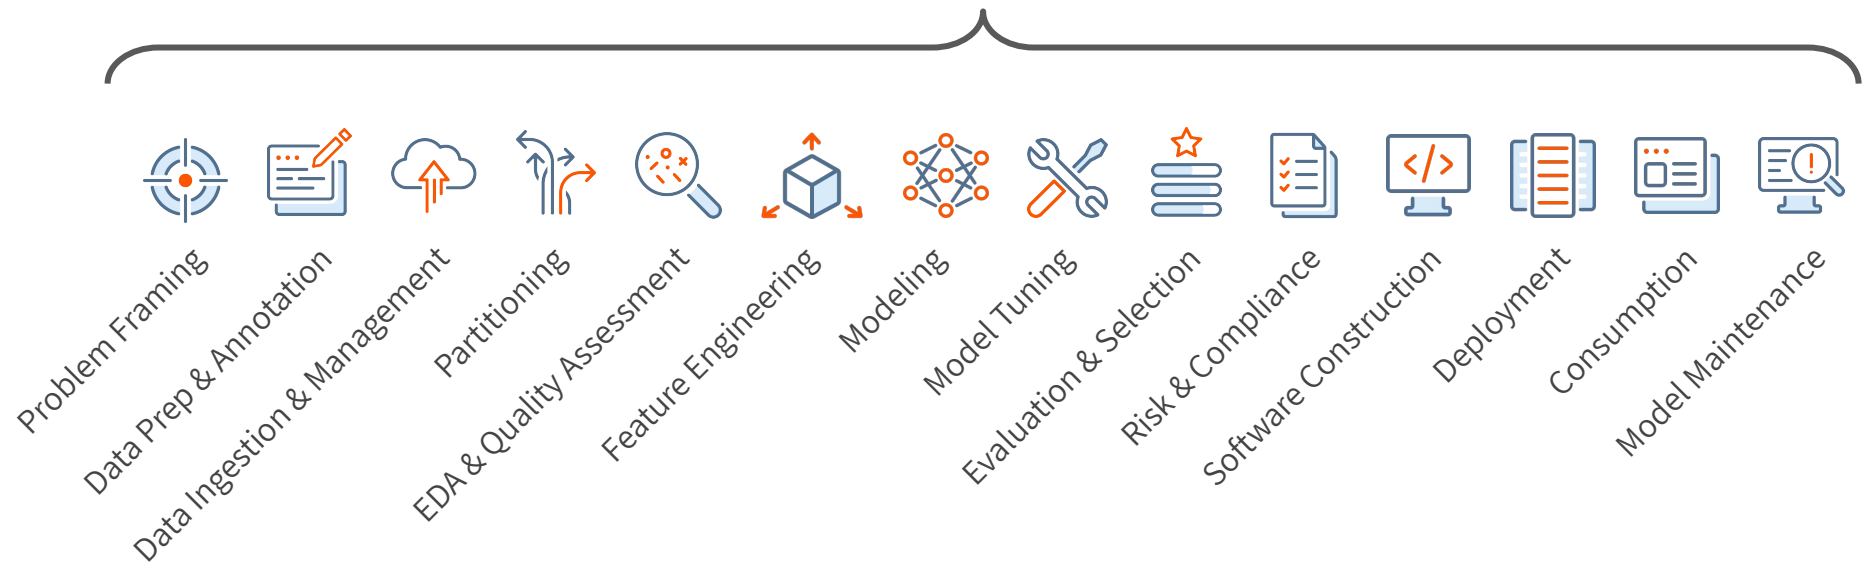 Problem Framing
Data Prep & Annotation
Data Ingestion & Management
Partitioning
EDA & Quality Assessment
Feature Engineering
Modeling
Model Tuning
Evaluation & Selection
Risk & Compliance
Software Construction
Deployment
Consumption
Model Maintenance